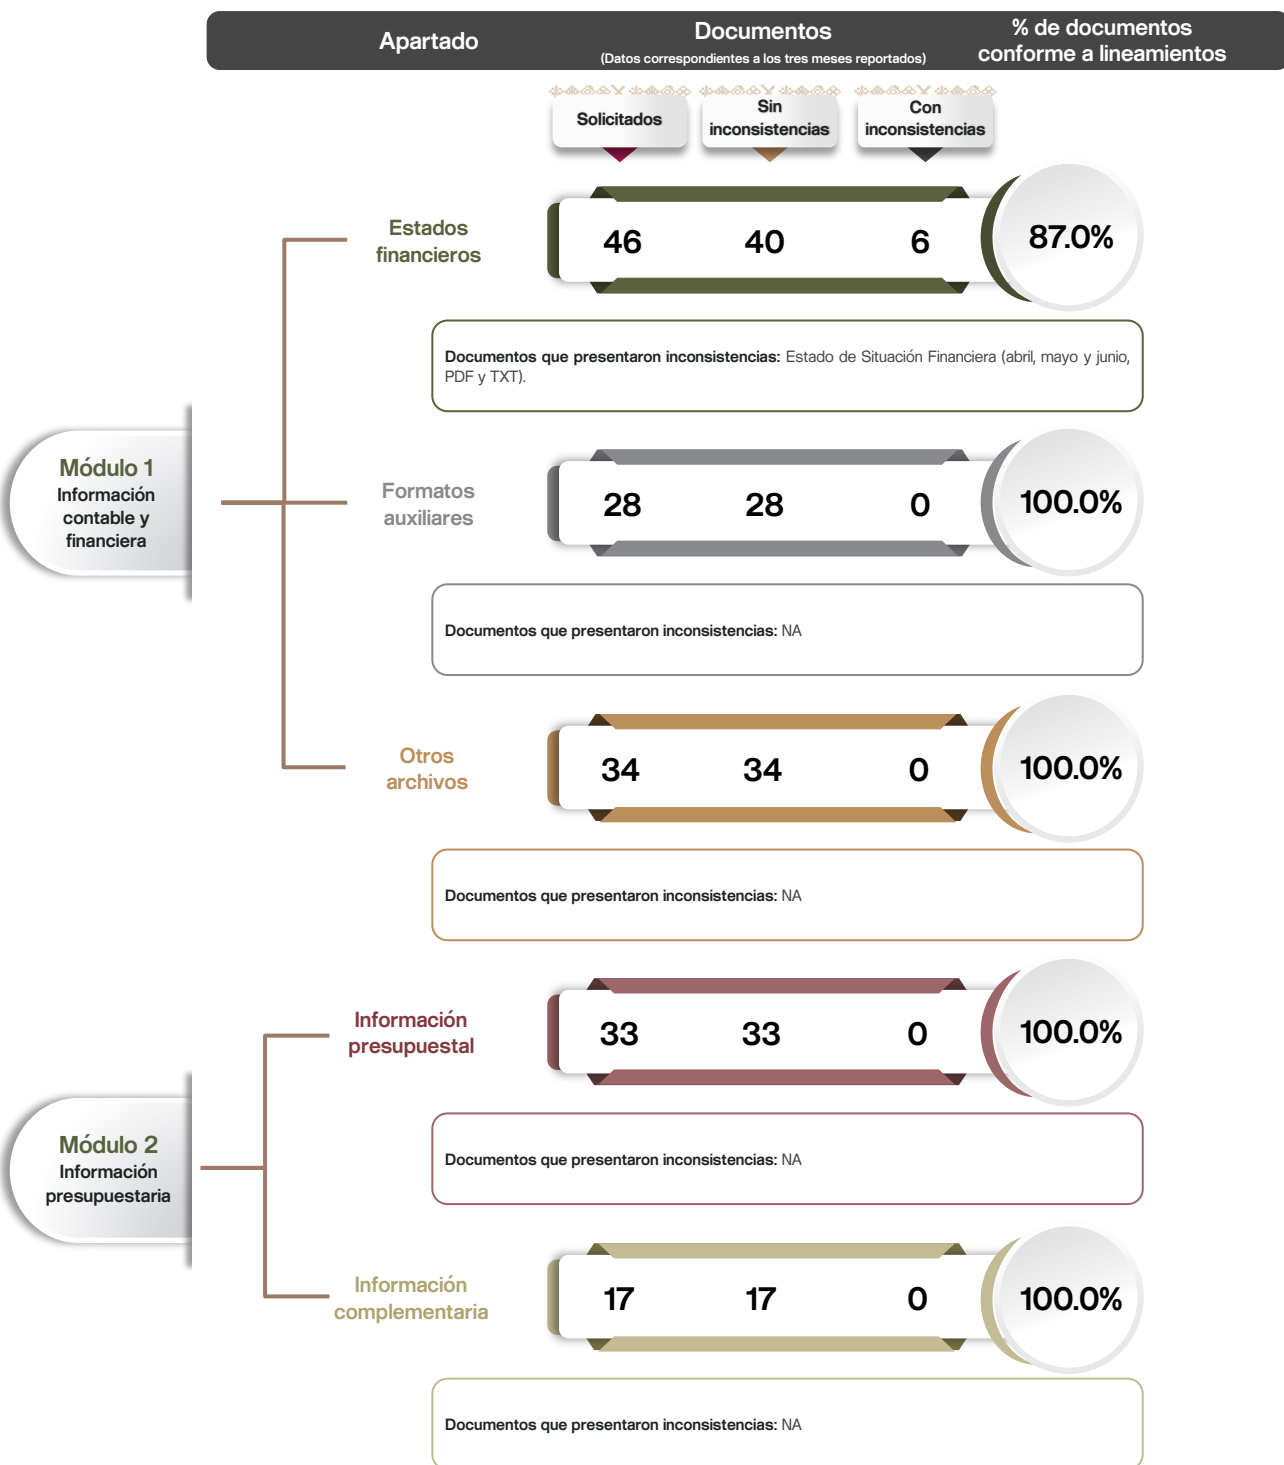 Apartado
Documentos
(Datos correspondientes a los tres meses reportados)
% de documentos
conforme a lineamientos
Solicitados
Sin
inconsistencias
Con
inconsistencias
Módulo 1
Información
contable y
financiera
Estados
financieros
46 40 6 87.0%
Documentos que presentaron inconsistencias: Estado de Situación Financiera (abril, mayo y junio,
PDF y TXT).
Formatos
auxiliares
28 28 0 100.0%
Documentos que presentaron inconsistencias: NA
Otros
archivos
34 34 0 100.0%
Documentos que presentaron inconsistencias: NA
Módulo 2
Información
presupuestaria
Información
presupuestal
33 33 0 100.0%
Documentos que presentaron inconsistencias: NA
Información
complementaria
17 17 0 100.0%
Documentos que presentaron inconsistencias: NA